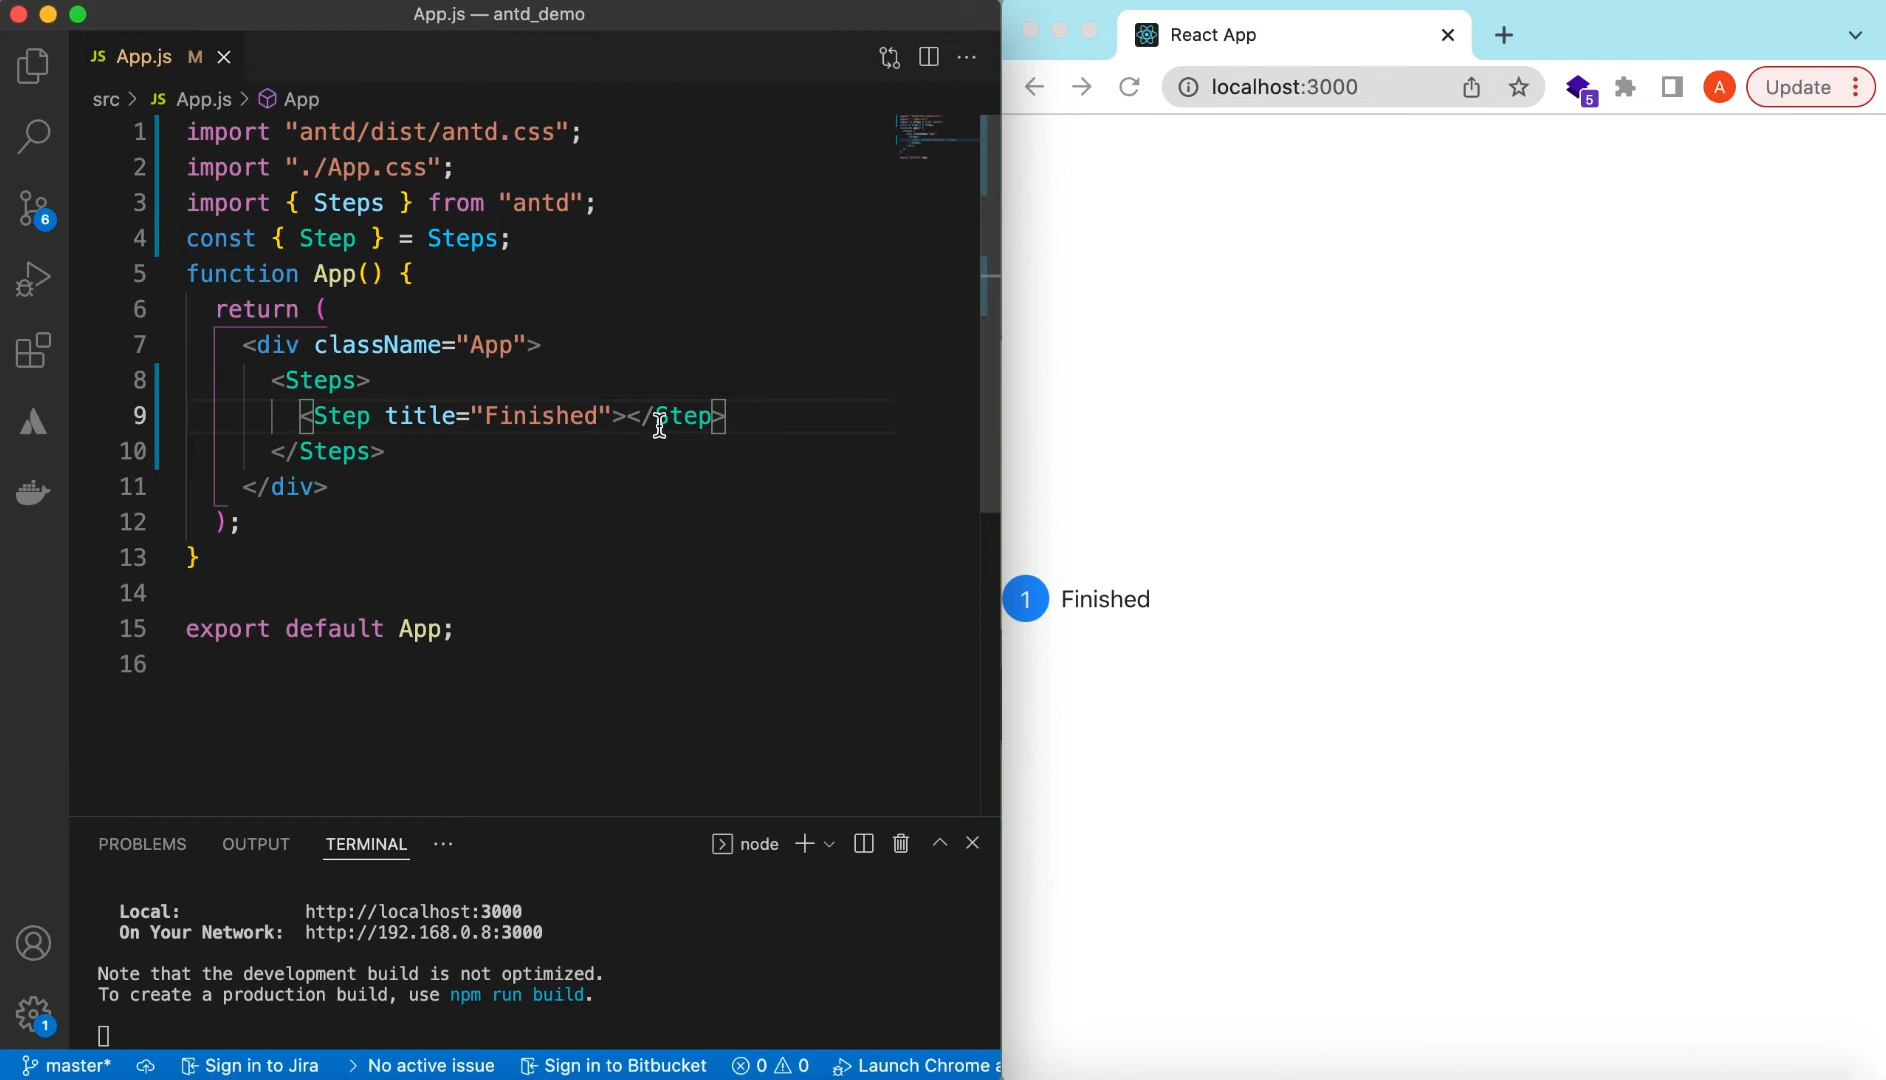 App.js — antd_demo
JS App.js M
src > JS App.js > App
1 import "antd/dist/antd.css";
2 import "./App.css";
3 import { Steps } from "antd";
4 const { Step } = Steps;
5 function App() {
6 return (
7 <div className="App">
8 <Steps>
9 <Step title="Finished"></Step>
10 </Steps>
11 </div>
12 );
13 }
14
15 export default App;
16
6
1
PROBLEMS OUTPUT TERMINAL ··· node
Local: http://localhost:3000
On Your Network: http://192.168.0.8:3000
Note that the development build is not optimized.
To create a production build, use npm run build.
master* Sign in to Jira > No active issue Sign in to Bitbucket 0 0 Launch Chrome a
React App
localhost:3000 5 A Update
1 Finished